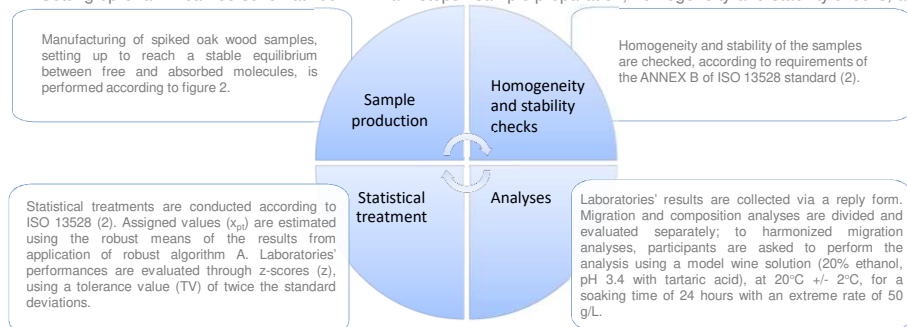 Manufacturing of spiked oak wood samples,
setting up to reach a stable equilibrium
between free and absorbed molecules, is
performed according to figure 2.
Homogeneity and stability of the samples
are checked, according to requirements of
the ANNEX B of ISO 13528 standard (2).
Sample
production
Homogeneity
and stability
checks
Statistical treatments are conducted according to
ISO 13528 (2). Assigned values (xpt) are estimated
using the robust means of the results from
application of robust algorithm A. Laboratories'
performances are evaluated through z-scores (z),
using a tolerance value (TV) of twice the standard
deviations.
Statistical
treatment
Analyses
Laboratories' results are collected via a reply form.
Migration and composition analyses are divided and
evaluated separately; to harmonized migration
analyses, participants are asked to perform the
analysis using a model wine solution (20% ethanol,
pH 3.4 with tartaric acid), at 20°C +/- 2°C, for a
soaking time of 24 hours with an extreme rate of 50
g/L.